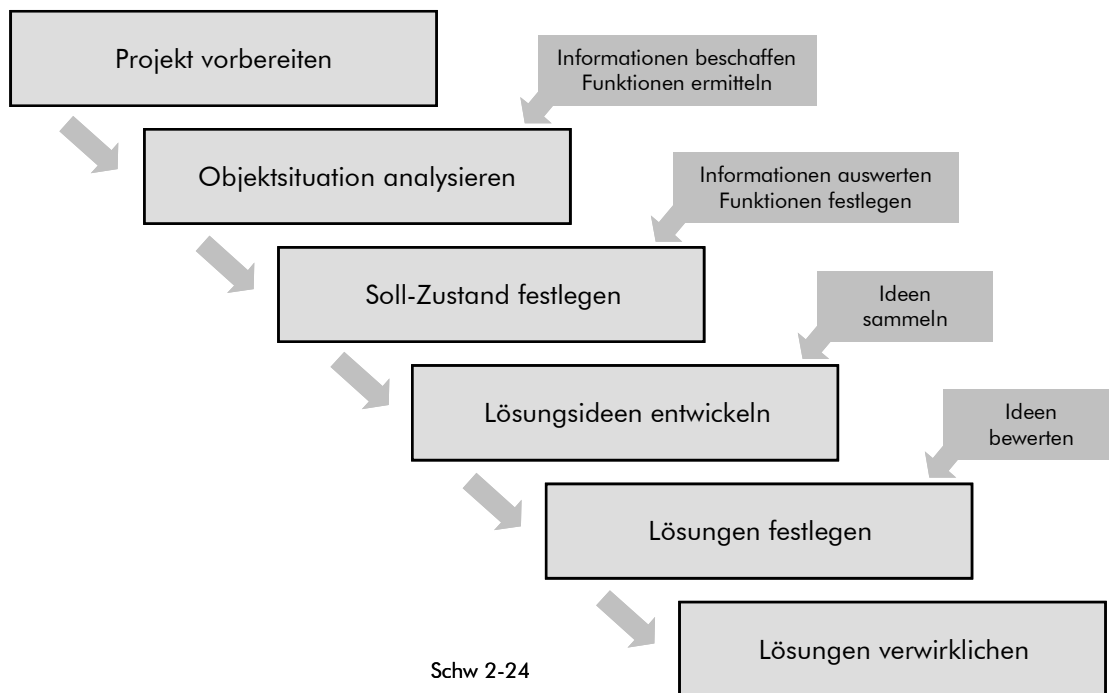 Projekt vorbereiten
Informationen beschaffen
Funktionen ermitteln
Objektsituation analysieren
Informationen auswerten
Funktionen festlegen
Soll-Zustand festlegen
Ideen
sammeln
Lösungsideen entwickeln
Ideen
bewerten
Lösungen festlegen
Lösungen verwirklichen
Schw 2-24